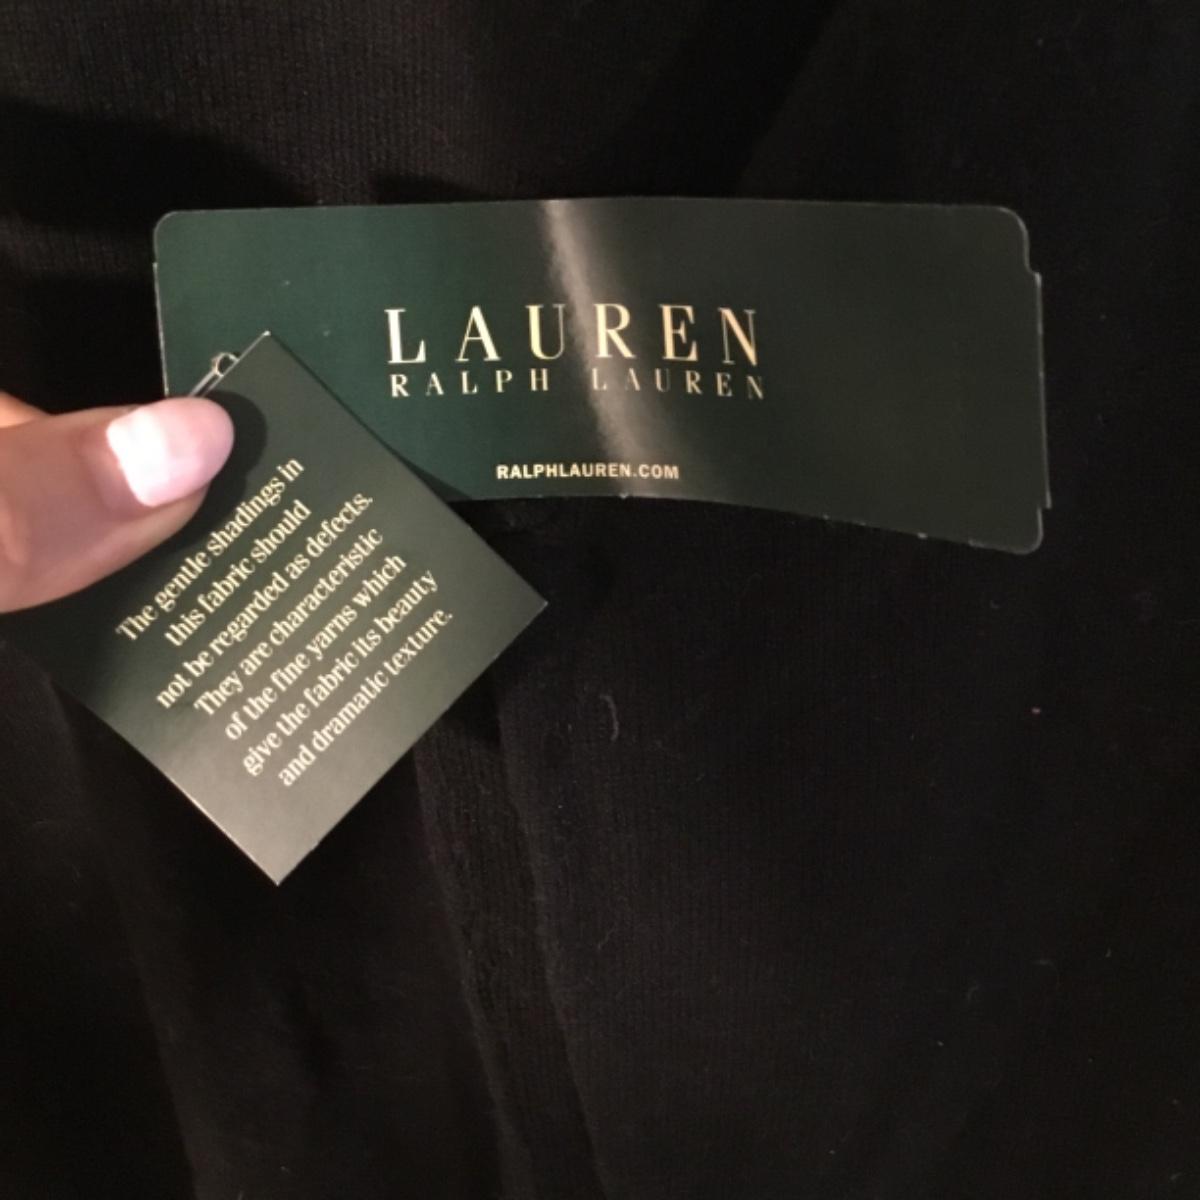 LAUREN
RALPH LAUREN
RALPHLAUREN.COM
The gentle shadings in
this fabric should
not be regarded as defects.
They are characteristic
of the fine yarns which
give the fabric its beauty
and dramatic texture.